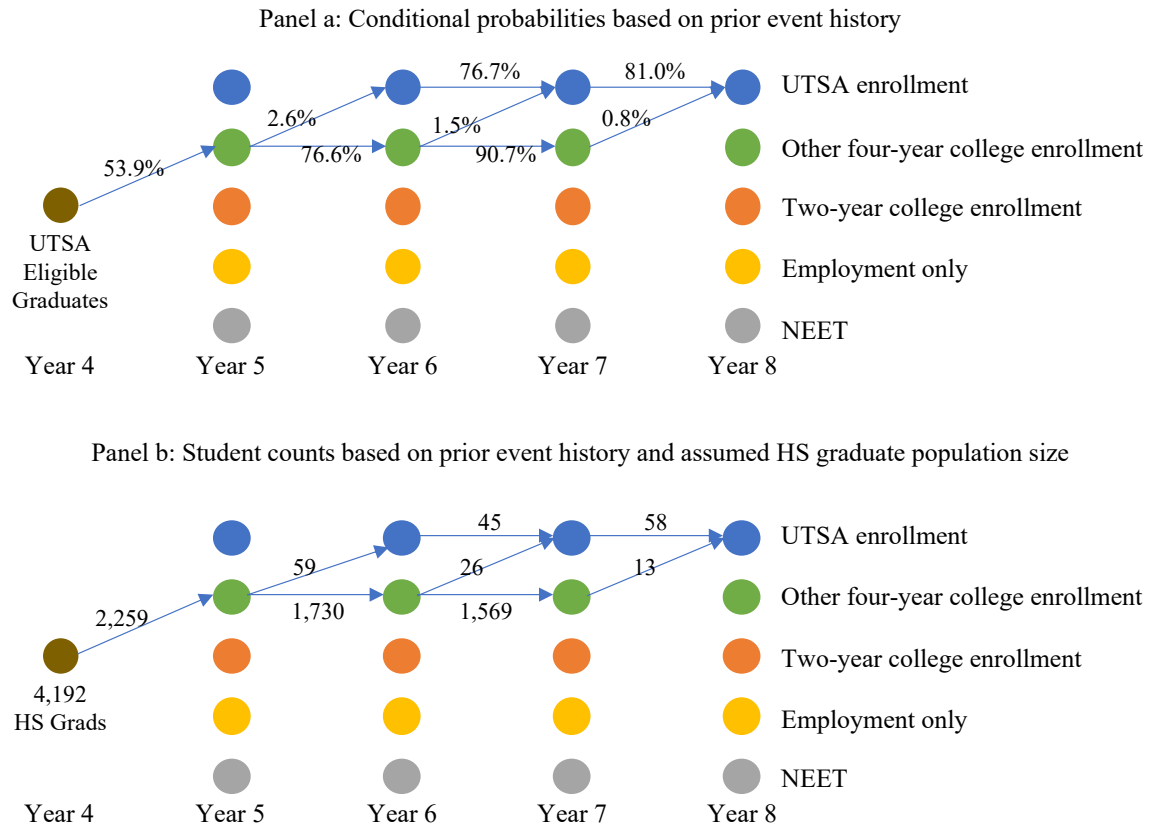 Panel a: Conditional probabilities based on prior event history
76.7%
81.0%
UTSA enrollment
2.6%
1.5%
0.8%
Other four-year college enrollment
76.6%
90.7%
53.9%
Two-year college enrollment
UTSA
Eligible
Graduates
Employment only
NEET
Year 4
Year 5
Year 6
Year 7
Year 8
Panel b: Student counts based on prior event history and assumed HS graduate population size
45
58
UTSA enrollment
59
26
13
Other four-year college enrollment
2,259
1,730
1,569
Two-year college enrollment
4,192
HS Grads
Employment only
NEET
Year 4
Year 5
Year 6
Year 7
Year 8